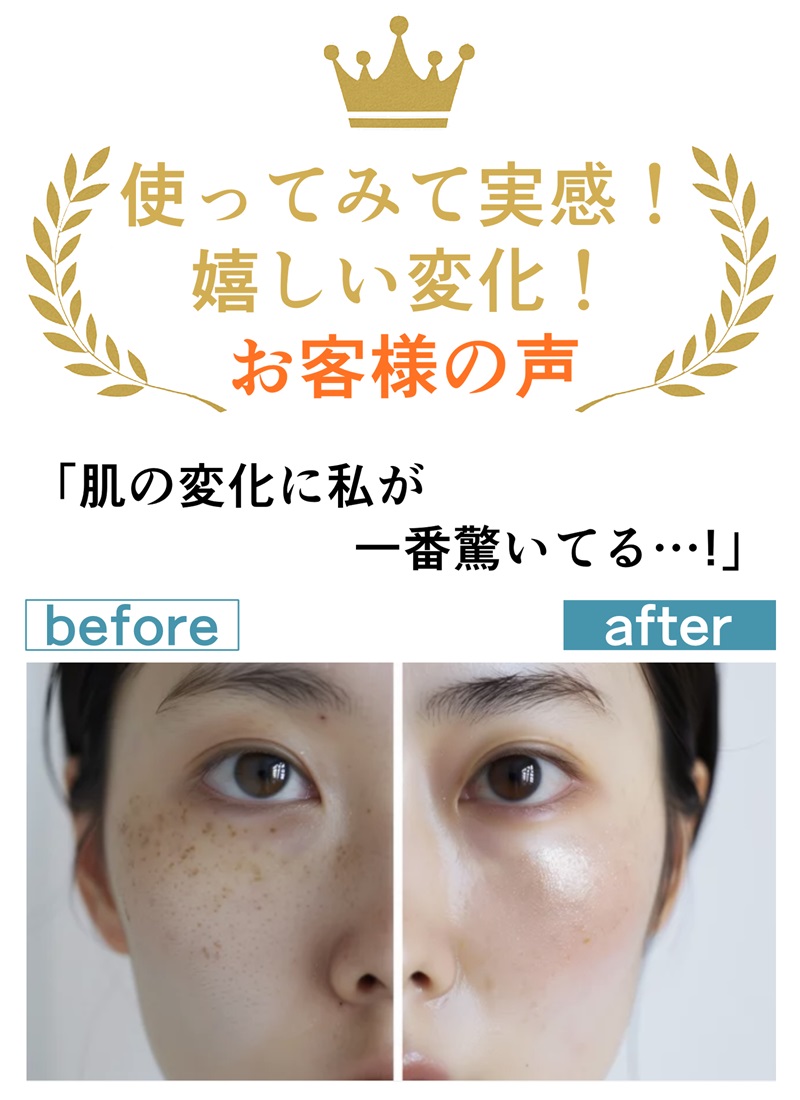 使ってみて実感！
嬉しい変化！
お客様の声
「肌の変化に私が
一番驚いてる…!」
before
after